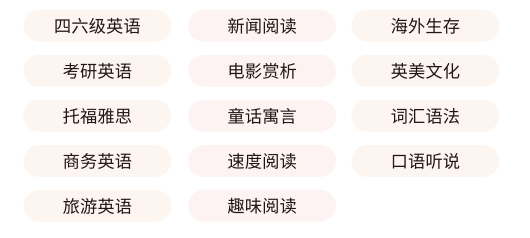 四六级英语
新闻阅读
海外生存
考研英语
电影赏析
英美文化
托福雅思
童话寓言
词汇语法
商务英语
速度阅读
口语听说
旅游英语
趣味阅读